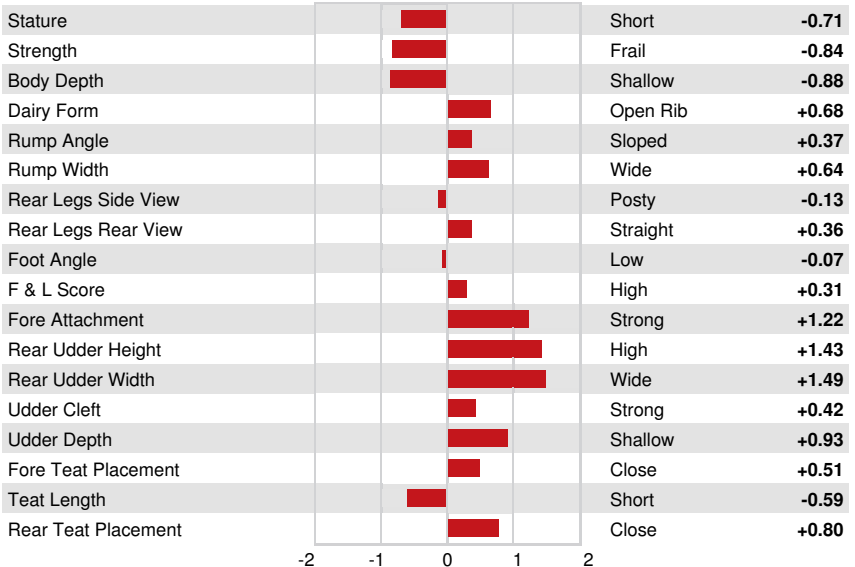 Stature Short -0.71
Strength Frail -0.84
Body Depth Shallow -0.88
Dairy Form Open Rib +0.68
Rump Angle Sloped +0.37
Rump Width Wide +0.64
Rear Legs Side View Posty -0.13
Rear Legs Rear View Straight +0.36
Foot Angle Low -0.07
F & L Score High +0.31
Fore Attachment Strong +1.22
Rear Udder Height High +1.43
Rear Udder Width Wide +1.49
Udder Cleft Strong +0.42
Udder Depth Shallow +0.93
Fore Teat Placement Close +0.51
Teat Length Short -0.59
Rear Teat Placement Close +0.80
-2 -1 0 1 2